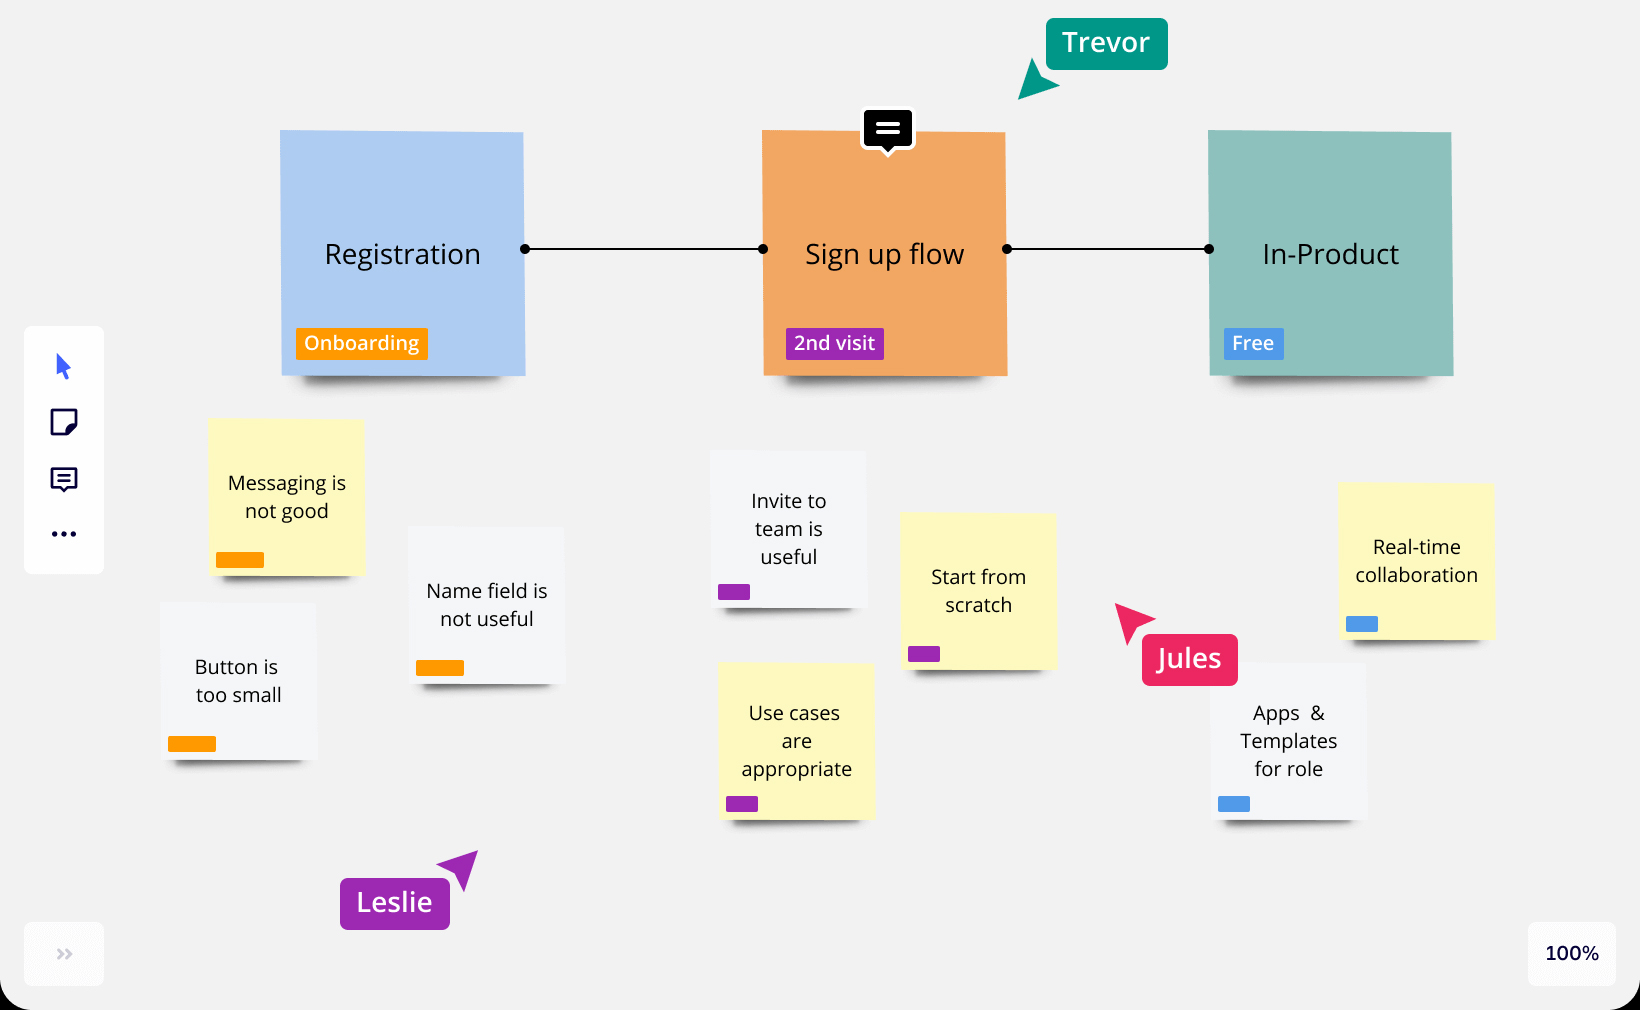 Trevor
Registration
Onboarding
Sign up flow
2nd visit
In-Product
Free
Messaging is
not good
Button is
too small
Name field is
not useful
Invite to
team is
useful
Start from
scratch
Use cases
are
appropriate
Real-time
collaboration
Jules
Apps & 
Templates
for role
Leslie
100%